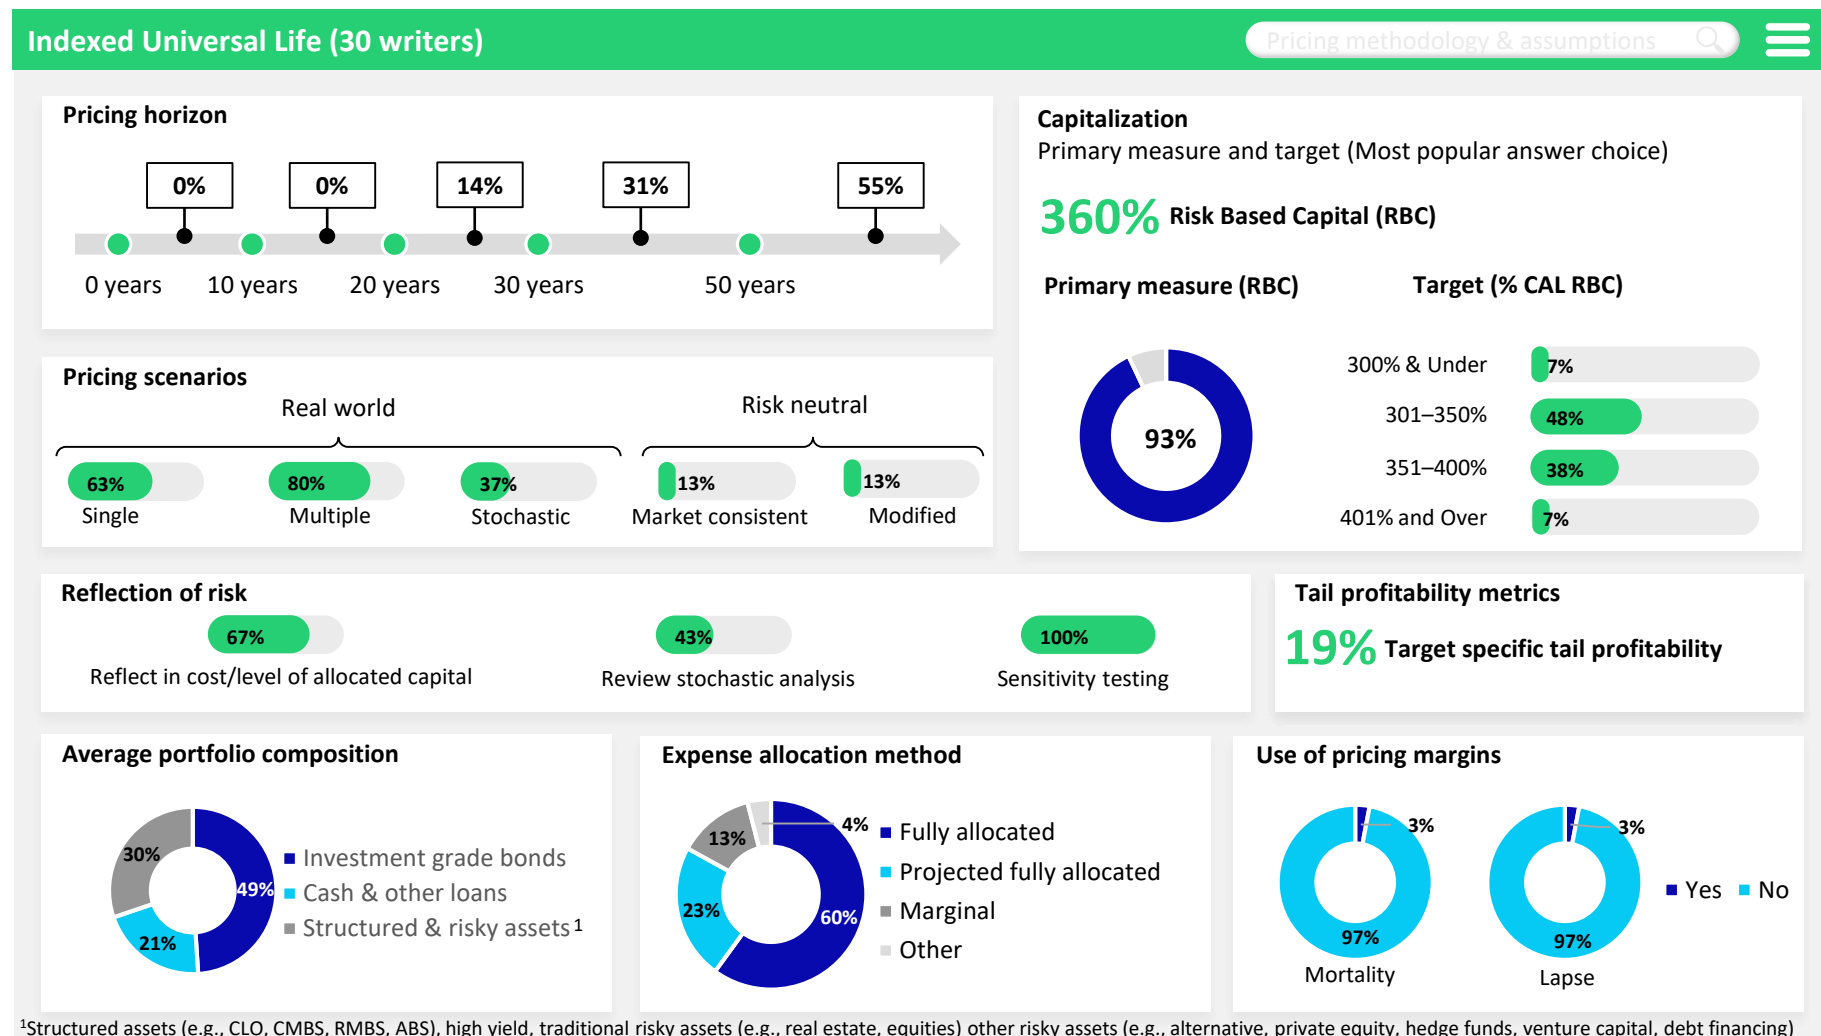 Indexed Universal Life (30 writers)
Pricing methodology & assumptions
Pricing horizon
0% 0% 14% 31% 55%
0 years 10 years 20 years 30 years 50 years
Capitalization
Primary measure and target (Most popular answer choice)
360% Risk Based Capital (RBC)
Primary measure (RBC)
93%
Target (% CAL RBC)
300% & Under 7%
301–350% 48%
351–400% 38%
401% and Over 7%
Pricing scenarios
Real world
Risk neutral
63% 80% 37% 13% 13%
Single Multiple Stochastic Market consistent Modified
Reflection of risk
67% 43% 100%
Reflect in cost/level of allocated capital Review stochastic analysis Sensitivity testing
Tail profitability metrics
19% Target specific tail profitability
Average portfolio composition
30%
49%
21%
Investment grade bonds
Cash & other loans
Structured & risky assets1
Expense allocation method
4%
13%
23%
60%
Fully allocated
Projected fully allocated
Marginal
Other
Use of pricing margins
3% 3%
97% 97%
Mortality Lapse
Yes No
1Structured assets (e.g., CLO, CMBS, RMBS, ABS), high yield, traditional risky assets (e.g., real estate, equities) other risky assets (e.g., alternative, private equity, hedge funds, venture capital, debt financing)